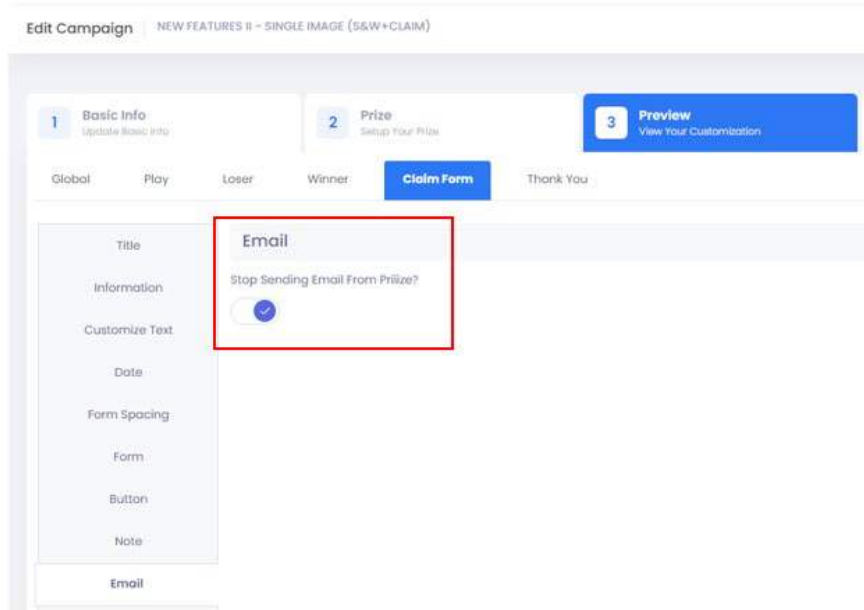 Edit Campaign NEW FEATURES II - SINGLE IMAGE (S&W+CLAIM)
1 Basic Info
Update Basic Info
2 Prize
Setup Your Prize
3 Preview
View Your Customization
Global Play Loser Winner Claim Form Thank You
Title
Information
Customize Text
Date
Form Spacing
Form
Button
Note
Email
Email
Stop Sending Email From Priiize?